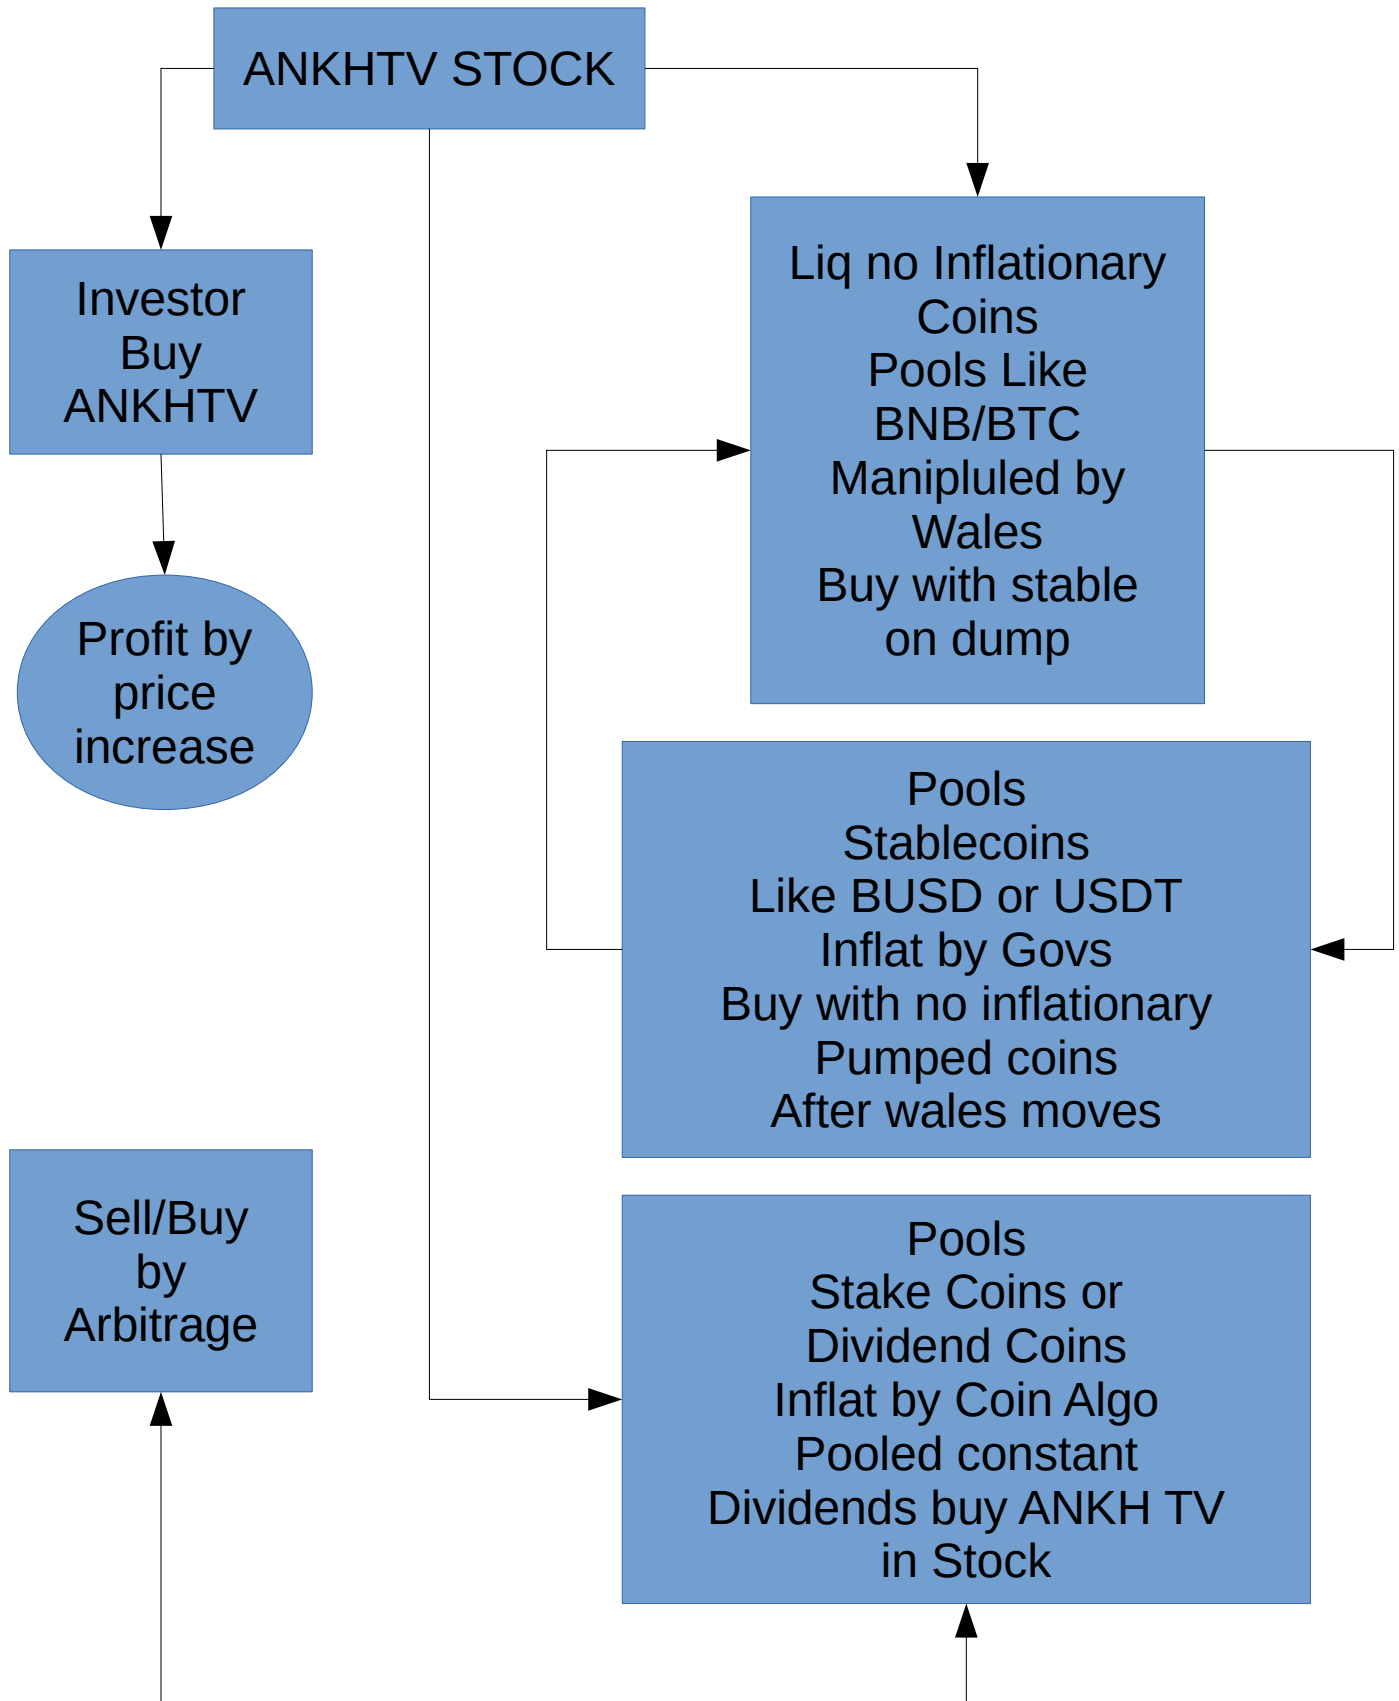 ANKHTV STOCK
Investor
Buy
ANKHTV
Profit by
price
increase
Liq no Inflationary
Coins
Pools Like
BNB/BTC
Manipluled by
Wales
Buy with stable
on dump
Pools
Stablecoins
Like BUSD or USDT
Inflat by Govs
Buy with no inflationary
Pumped coins
After wales moves
Sell/Buy
by
Arbitrage
Pools
Stake Coins or
Dividend Coins
Inflat by Coin Algo
Pooled constant
Dividends buy ANKH TV
in Stock